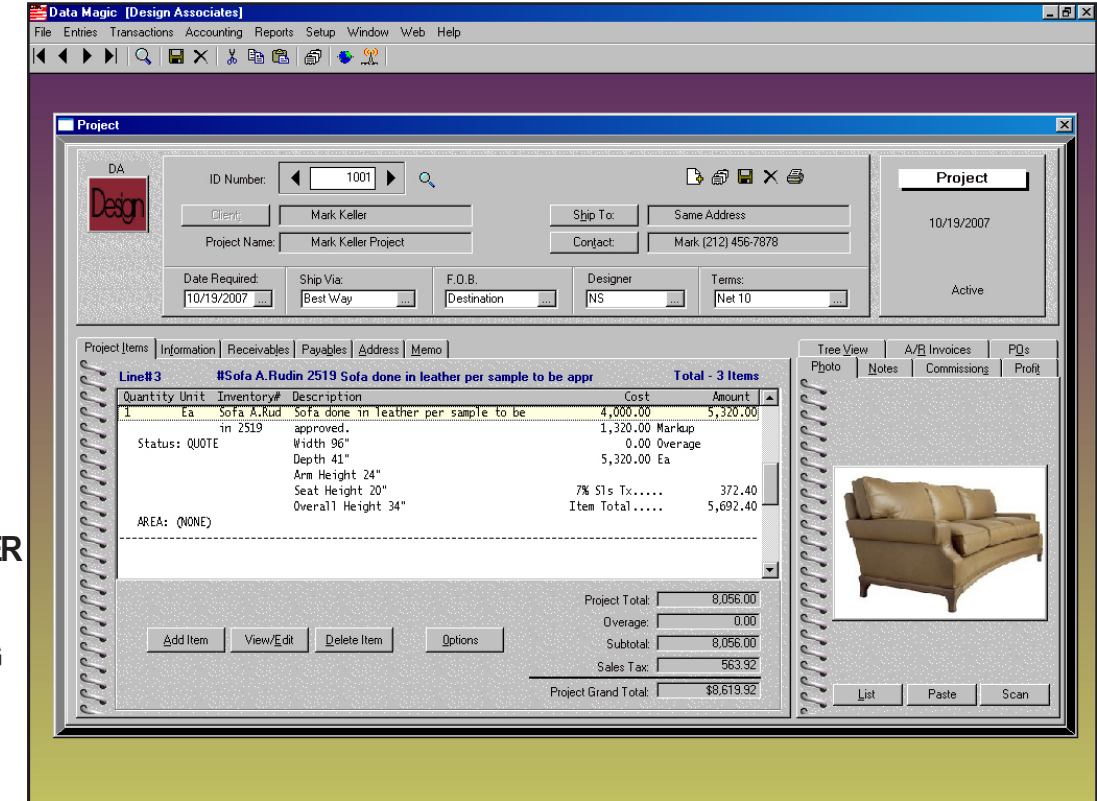 Data Magic [Design Associates]
File Entries Transactions Accounting Reports Setup Window Web Help
Project
DA
Design
ID Number: 1001
Project
Client: Mark Keller
Ship To: Same Address
10/19/2007
Project Name: Mark Keller Project
Contact: Mark (212) 456-7878
Date Required: Ship Via: F.O.B. Designer Terms:
10/19/2007 ... Best Way ... Destination ... NS ... Net 10 ...
Active
Project Items Information Receivables Payables Address Memo
Tree View A/R Invoices POs
Photo Notes Commissions Profit
Line#3 #Sofa A.Rudin 2519 Sofa done in leather per sample to be appr Total - 3 Items
Quantity Unit Inventory# Description Cost Amount
1 Ea Sofa A.Rud Sofa done in leather per sample to be 4,000.00 5,320.00
in 2519 approved. 1,320.00 Markup
Status: QUOTE Width 96" 0.00 Overage
Depth 41" 5,320.00 Ea
Arm Height 24"
Seat Height 20" 7% Sls Tx..... 372.40
Overall Height 34" Item Total..... 5,692.40
AREA: (NONE)
ER
Project Total: 8,056.00
Overage: 0.00
Add Item View/Edit Delete Item Options
Subtotal: 8,056.00
G
Sales Tax: 563.92
Project Grand Total: $8,619.92
List Paste Scan